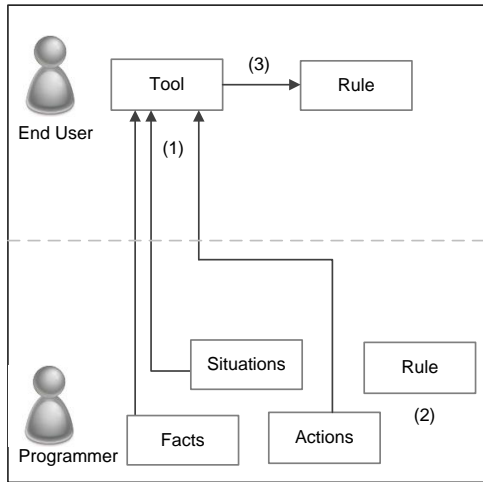 Tool
(3)
Rule
End User
(1)
Situations
Rule
Facts
Actions
(2)
Programmer